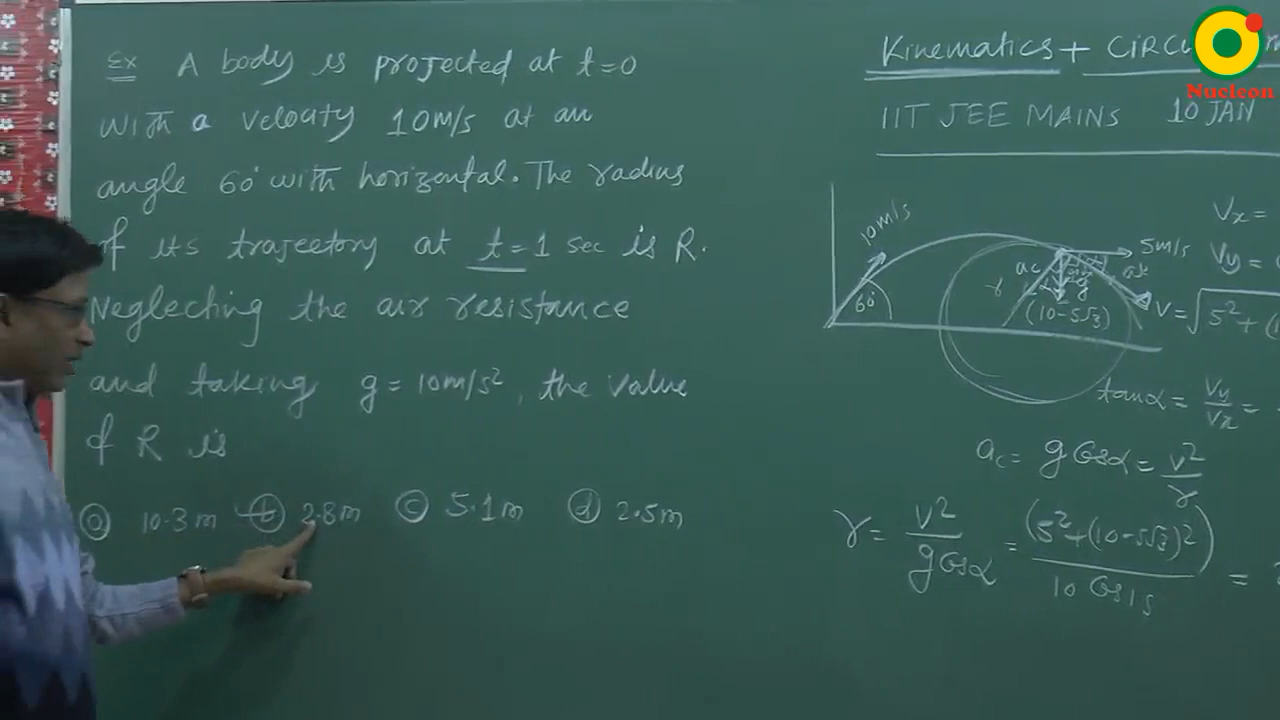 Ex A body is projected at t=0
with a velocity 10m/s at an
angle 60° with horizontal. The radius
of its trajectory at t=1 sec is R.
Neglecting the air resistance
and taking g = 10m/s², the value
of R is
(a) 10.3 m (b) 2.8m (c) 5.1m (d) 2.5m
Nucleon
Kinematics +
IIT JEE MAINS 10 JAN
10m/s
60°
5m/s
ac
at
g
r
(10-5√3)
Vx =
Vy =
V = √5²+(
tanα = Vy/Vx =
ac = g cosα = v²/r
r = v²/g cosα = (5²+(10-5√3)²)/10 cos15 =